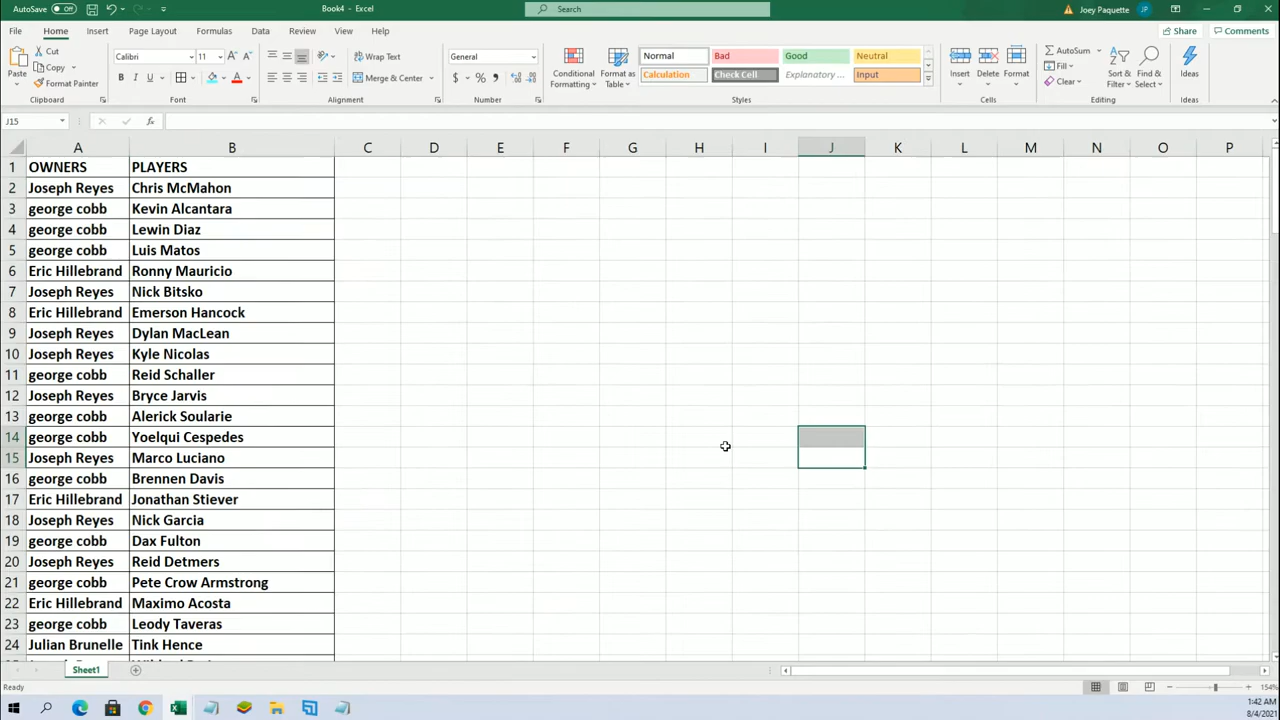 AutoSave Off Book4 - Excel Search Joey Paquette JP
File Home Insert Page Layout Formulas Data Review View Help Share Comments
Paste Cut Copy Format Painter Clipboard
Calibri 11 B I U A A A Font
Wrap Text Merge & Center Alignment
General $ % Number
Conditional Formatting Format as Table
Normal Bad Good Neutral
Calculation Check Cell Explanatory ... Input
Styles
Insert Delete Format Cells
AutoSum Fill Clear Sort & Filter Find & Select Editing
Ideas Ideas
J15 fx
A B C D E F G H I J K L M N O P
1 OWNERS PLAYERS
2 Joseph Reyes Chris McMahon
3 george cobb Kevin Alcantara
4 george cobb Lewin Diaz
5 george cobb Luis Matos
6 Eric Hillebrand Ronny Mauricio
7 Joseph Reyes Nick Bitsko
8 Eric Hillebrand Emerson Hancock
9 Joseph Reyes Dylan MacLean
10 Joseph Reyes Kyle Nicolas
11 george cobb Reid Schaller
12 Joseph Reyes Bryce Jarvis
13 george cobb Alerick Soularie
14 george cobb Yoelqui Cespedes
15 Joseph Reyes Marco Luciano
16 george cobb Brennen Davis
17 Eric Hillebrand Jonathan Stiever
18 Joseph Reyes Nick Garcia
19 george cobb Dax Fulton
20 Joseph Reyes Reid Detmers
21 george cobb Pete Crow Armstrong
22 Eric Hillebrand Maximo Acosta
23 george cobb Leody Taveras
24 Julian Brunelle Tink Hence
Sheet1
Ready 154%
1:42 AM
8/4/2021